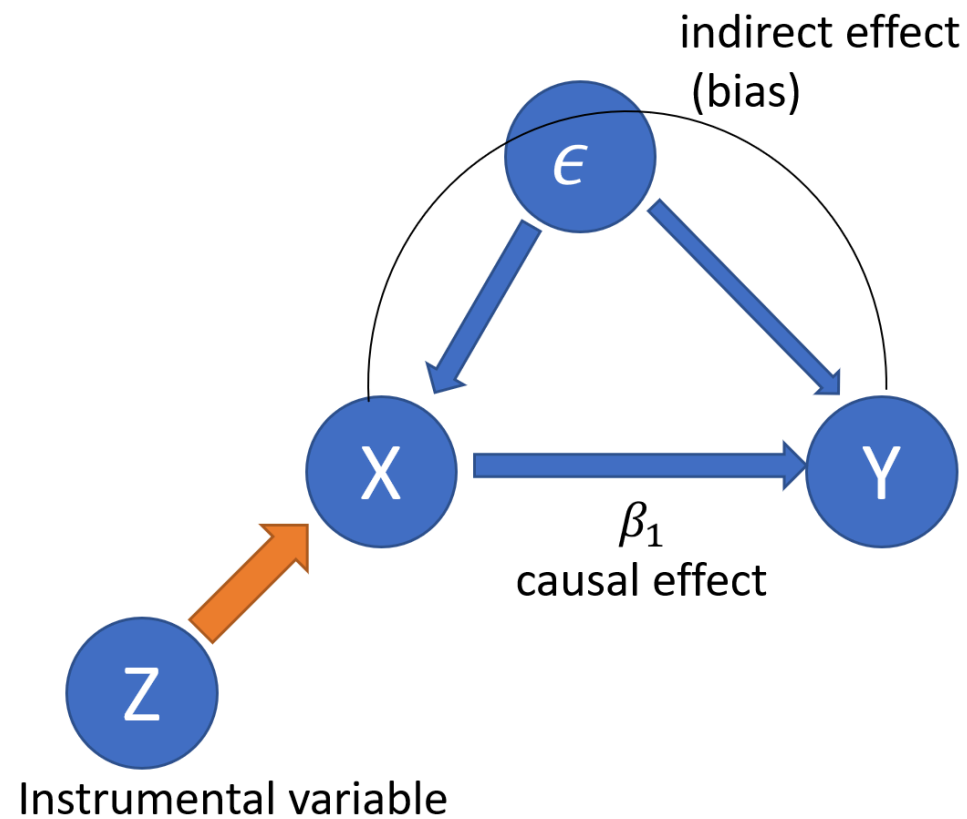 indirect effect
(bias)
ϵ
X
Y
β₁
causal effect
Z
Instrumental variable